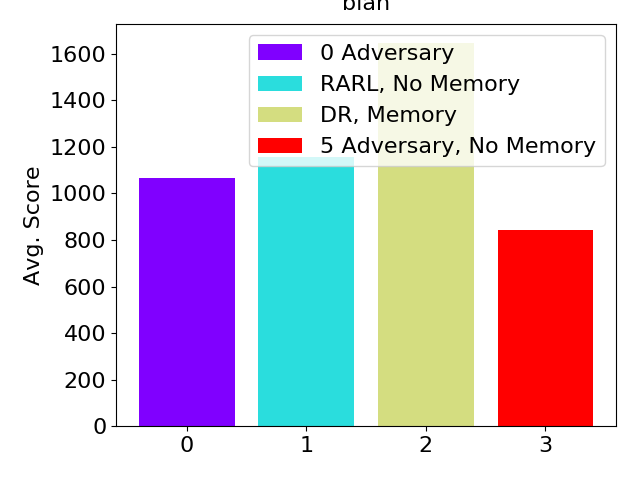 blah
1600
1400
1200
1000
800
600
400
200
0
Avg. Score
0 Adversary
RARL, No Memory
DR, Memory
5 Adversary, No Memory
0 1 2 3